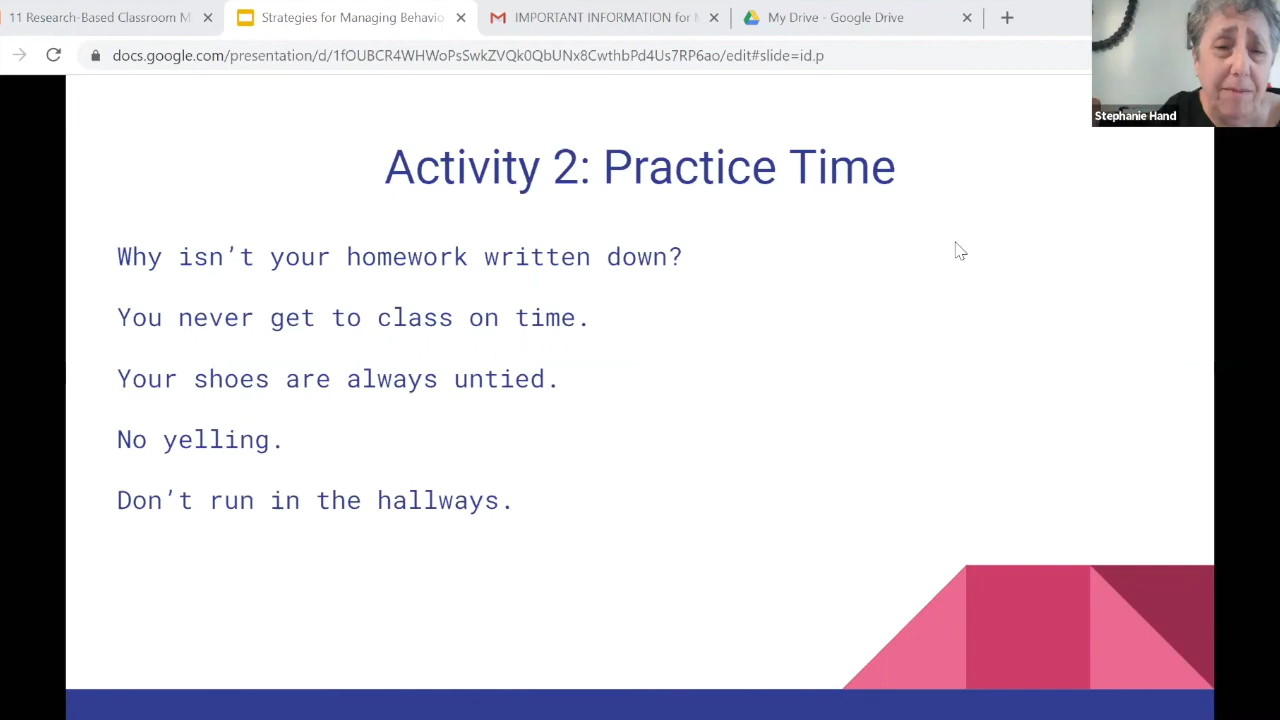 11 Research-Based Classroom M
Strategies for Managing Behavio
IMPORTANT INFORMATION for M
My Drive - Google Drive
docs.google.com/presentation/d/1fOUBCR4WHWoPsSwkZVQk0QbUNx8CwthbPd4Us7RP6ao/edit#slide=id.p
Stephanie Hand
Activity 2: Practice Time
Why isn't your homework written down?
You never get to class on time.
Your shoes are always untied.
No yelling.
Don't run in the hallways.